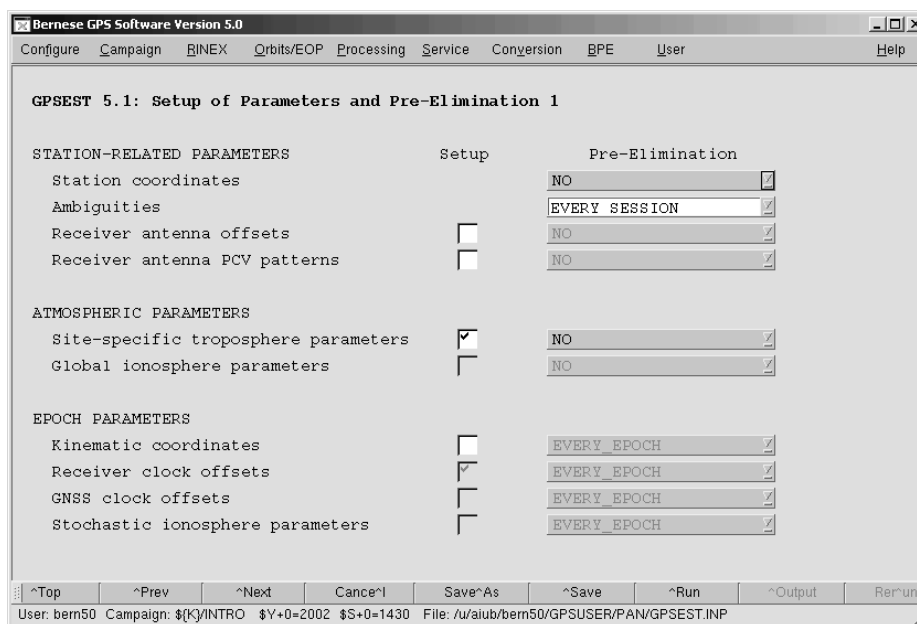 Bernese GPS Software Version 5.0
Configure Campaign RINEX Orbits/EOP Processing Service Conversion BPE User Help
GPSEST 5.1: Setup of Parameters and Pre-Elimination 1
STATION-RELATED PARAMETERS Setup Pre-Elimination
Station coordinates NO
Ambiguities EVERY_SESSION
Receiver antenna offsets NO
Receiver antenna PCV patterns NO
ATMOSPHERIC PARAMETERS
Site-specific troposphere parameters NO
Global ionosphere parameters NO
EPOCH PARAMETERS
Kinematic coordinates EVERY_EPOCH
Receiver clock offsets EVERY_EPOCH
GNSS clock offsets EVERY_EPOCH
Stochastic ionosphere parameters EVERY_EPOCH
^Top ^Prev ^Next Cance^l Save^As ^Save ^Run ^Output Rer^un
User: bern50 Campaign: ${K}/INTRO $Y+0=2002 $S+0=1430 File: /u/aiub/bern50/GPSUSER/PAN/GPSEST.INP